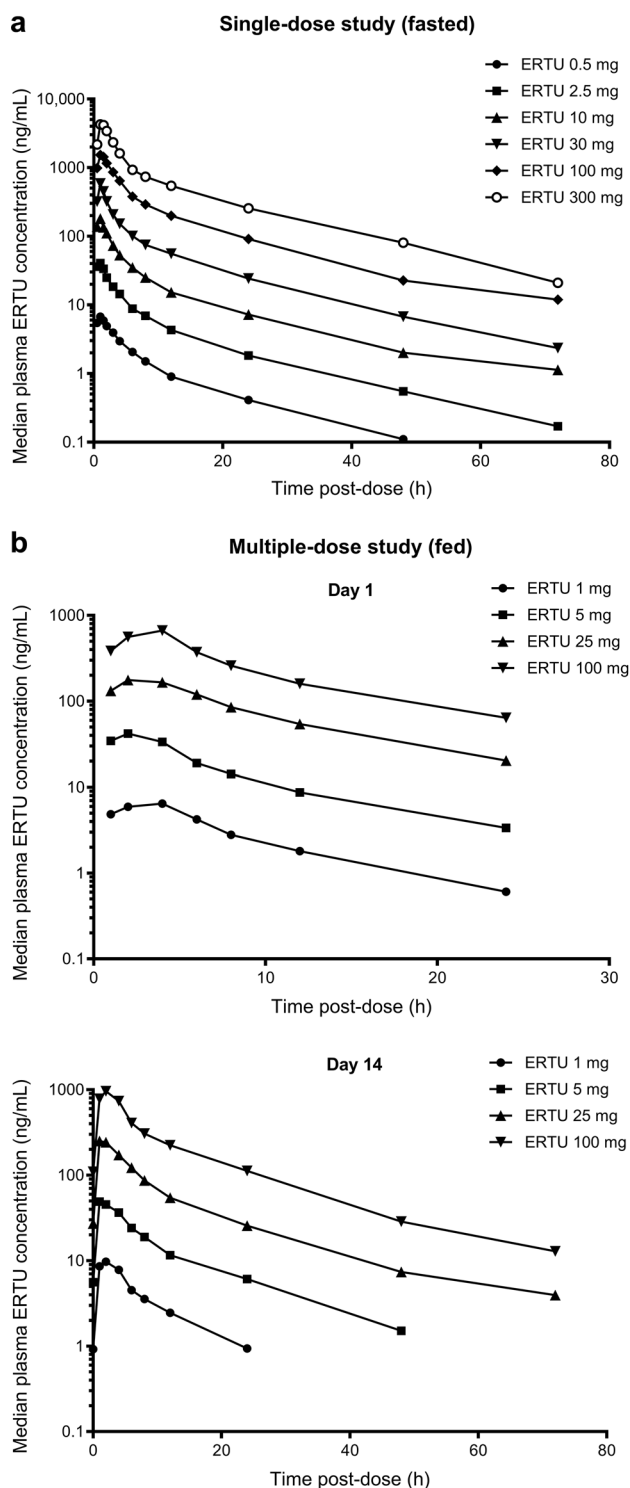 a
Single-dose study (fasted)
ERTU 0.5 mg
ERTU 2.5 mg
ERTU 10 mg
ERTU 30 mg
ERTU 100 mg
ERTU 300 mg
Median plasma ERTU concentration (ng/mL)
10,000
1000
100
10
1
0.1
0 20 40 60 80
Time post-dose (h)
b
Multiple-dose study (fed)
Day 1
ERTU 1 mg
ERTU 5 mg
ERTU 25 mg
ERTU 100 mg
Median plasma ERTU concentration (ng/mL)
1000
100
10
1
0.1
0 10 20 30
Time post-dose (h)
Day 14
ERTU 1 mg
ERTU 5 mg
ERTU 25 mg
ERTU 100 mg
Median plasma ERTU concentration (ng/mL)
1000
100
10
1
0.1
0 20 40 60 80
Time post-dose (h)